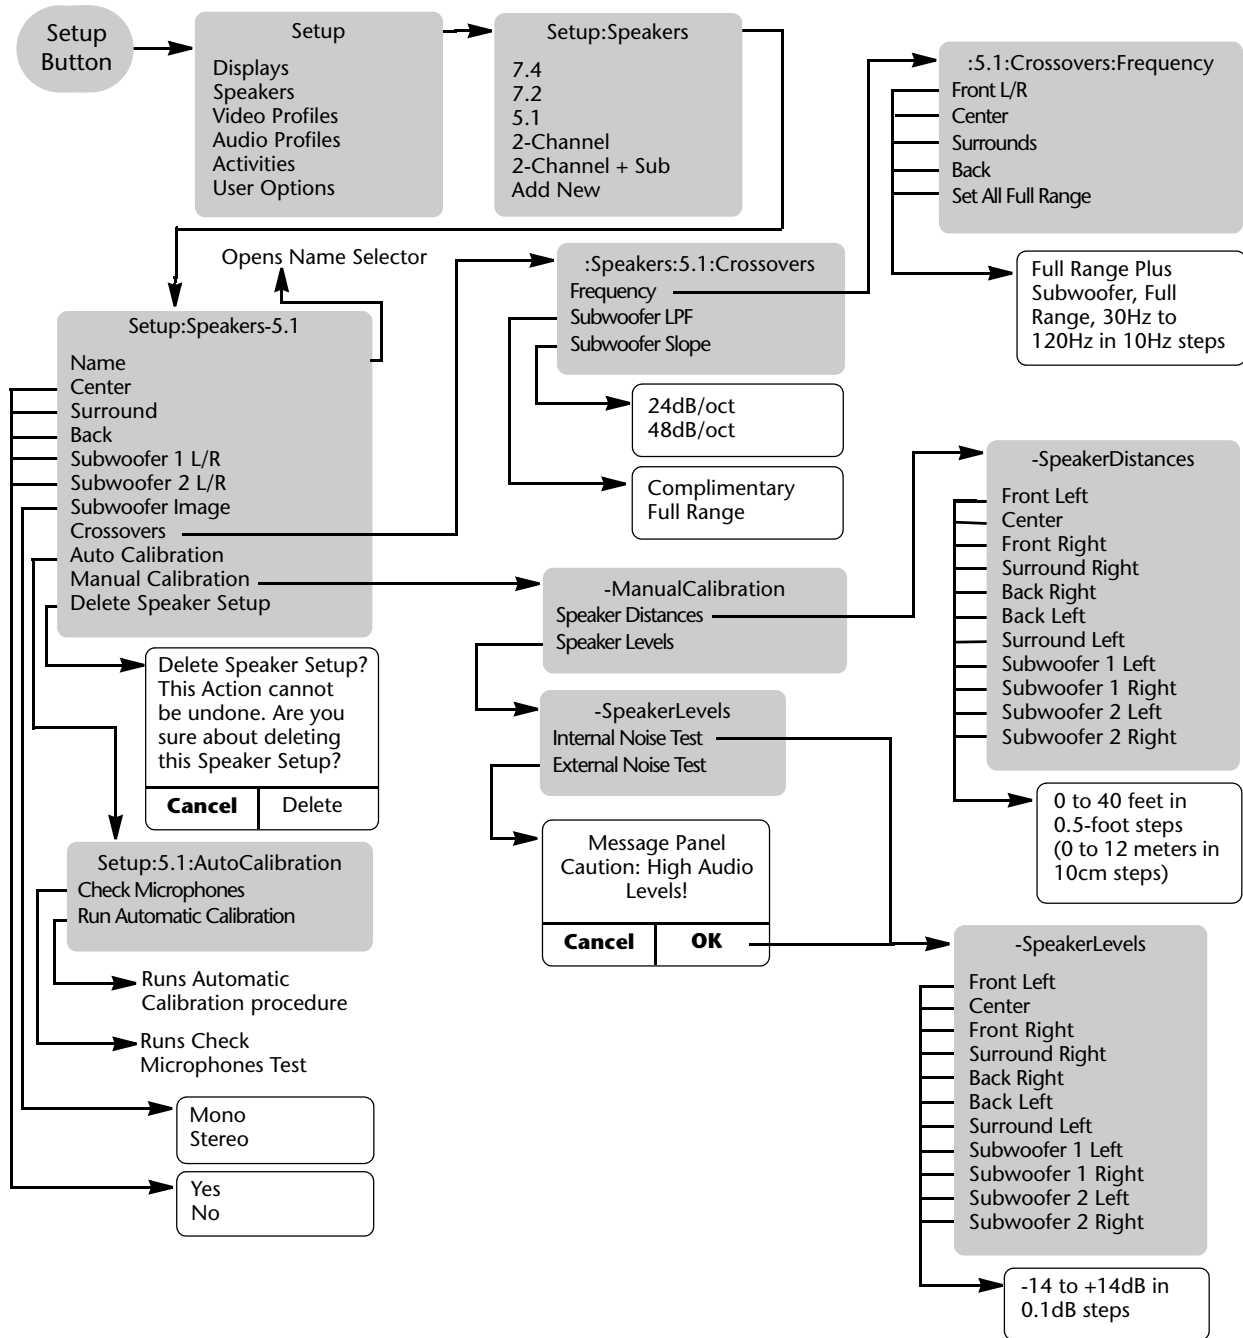 Setup
Button
Setup
Displays
Speakers
Video Profiles
Audio Profiles
Activities
User Options
Setup:Speakers
7.4
7.2
5.1
2-Channel
2-Channel + Sub
Add New
:5.1:Crossovers:Frequency
Front L/R
Center
Surrounds
Back
Set All Full Range
Full Range Plus
Subwoofer, Full
Range, 30Hz to
120Hz in 10Hz steps
Opens Name Selector
:Speakers:5.1:Crossovers
Frequency
Subwoofer LPF
Subwoofer Slope
24dB/oct
48dB/oct
Complimentary
Full Range
Setup:Speakers-5.1
Name
Center
Surround
Back
Subwoofer 1 L/R
Subwoofer 2 L/R
Subwoofer Image
Crossovers
Auto Calibration
Manual Calibration
Delete Speaker Setup
-SpeakerDistances
Front Left
Center
Front Right
Surround Right
Back Right
Back Left
Surround Left
Subwoofer 1 Left
Subwoofer 1 Right
Subwoofer 2 Left
Subwoofer 2 Right
0 to 40 feet in
0.5-foot steps
(0 to 12 meters in
10cm steps)
-ManualCalibration
Speaker Distances
Speaker Levels
-SpeakerLevels
Internal Noise Test
External Noise Test
Message Panel
Caution: High Audio
Levels!
Cancel
OK
Delete Speaker Setup?
This Action cannot
be undone. Are you
sure about deleting
this Speaker Setup?
Cancel
Delete
Setup:5.1:AutoCalibration
Check Microphones
Run Automatic Calibration
Runs Automatic
Calibration procedure
Runs Check
Microphones Test
Mono
Stereo
Yes
No
-SpeakerLevels
Front Left
Center
Front Right
Surround Right
Back Right
Back Left
Surround Left
Subwoofer 1 Left
Subwoofer 1 Right
Subwoofer 2 Left
Subwoofer 2 Right
-14 to +14dB in
0.1dB steps